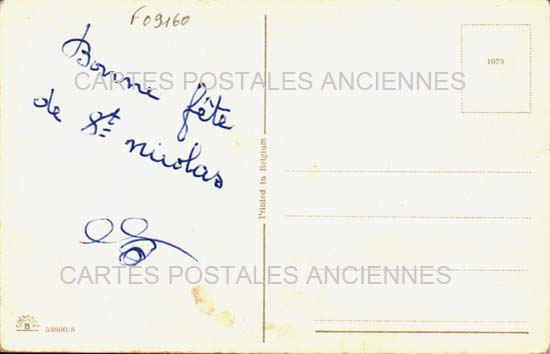 F09160
Bonne fête
de St nicolas
CARTES POSTALES ANCIENNES
CARTES POSTALES ANCIENNES
B
53800/8
Printed in Belgium
1073